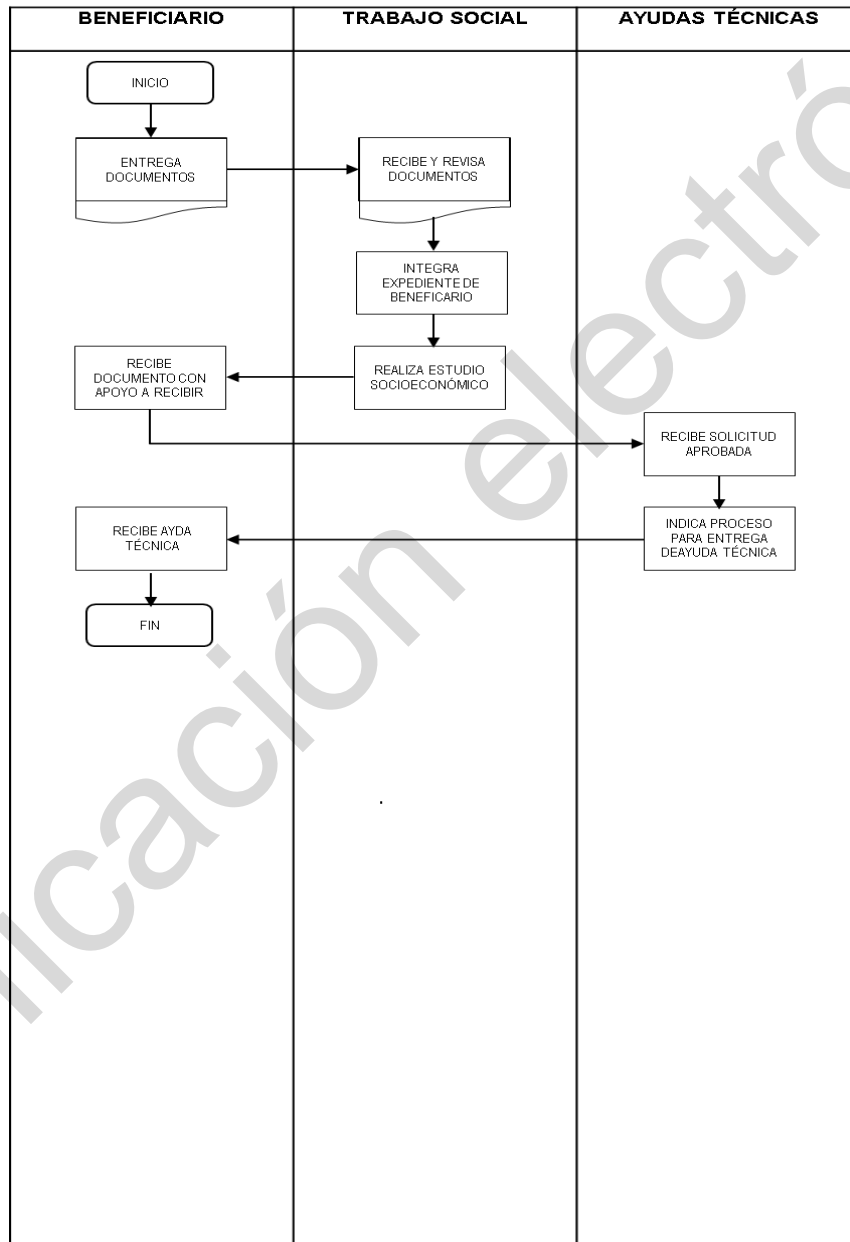 BENEFICIARIO
TRABAJO SOCIAL
AYUDAS TÉCNICAS
INICIO
ENTREGA
DOCUMENTOS
RECIBE Y REVISA
DOCUMENTOS
INTEGRA
EXPEDIENTE DE
BENEFICARIO
REALIZA ESTUDIO
SOCIOECONÓMICO
RECIBE
DOCUMENTO CON
APOYO A RECIBIR
RECIBE SOLICITUD
APROBADA
INDICA PROCESO
PARA ENTREGA
DEAYUDA TÉCNICA
RECIBE AYDA
TÉCNICA
FIN
.
licación electró